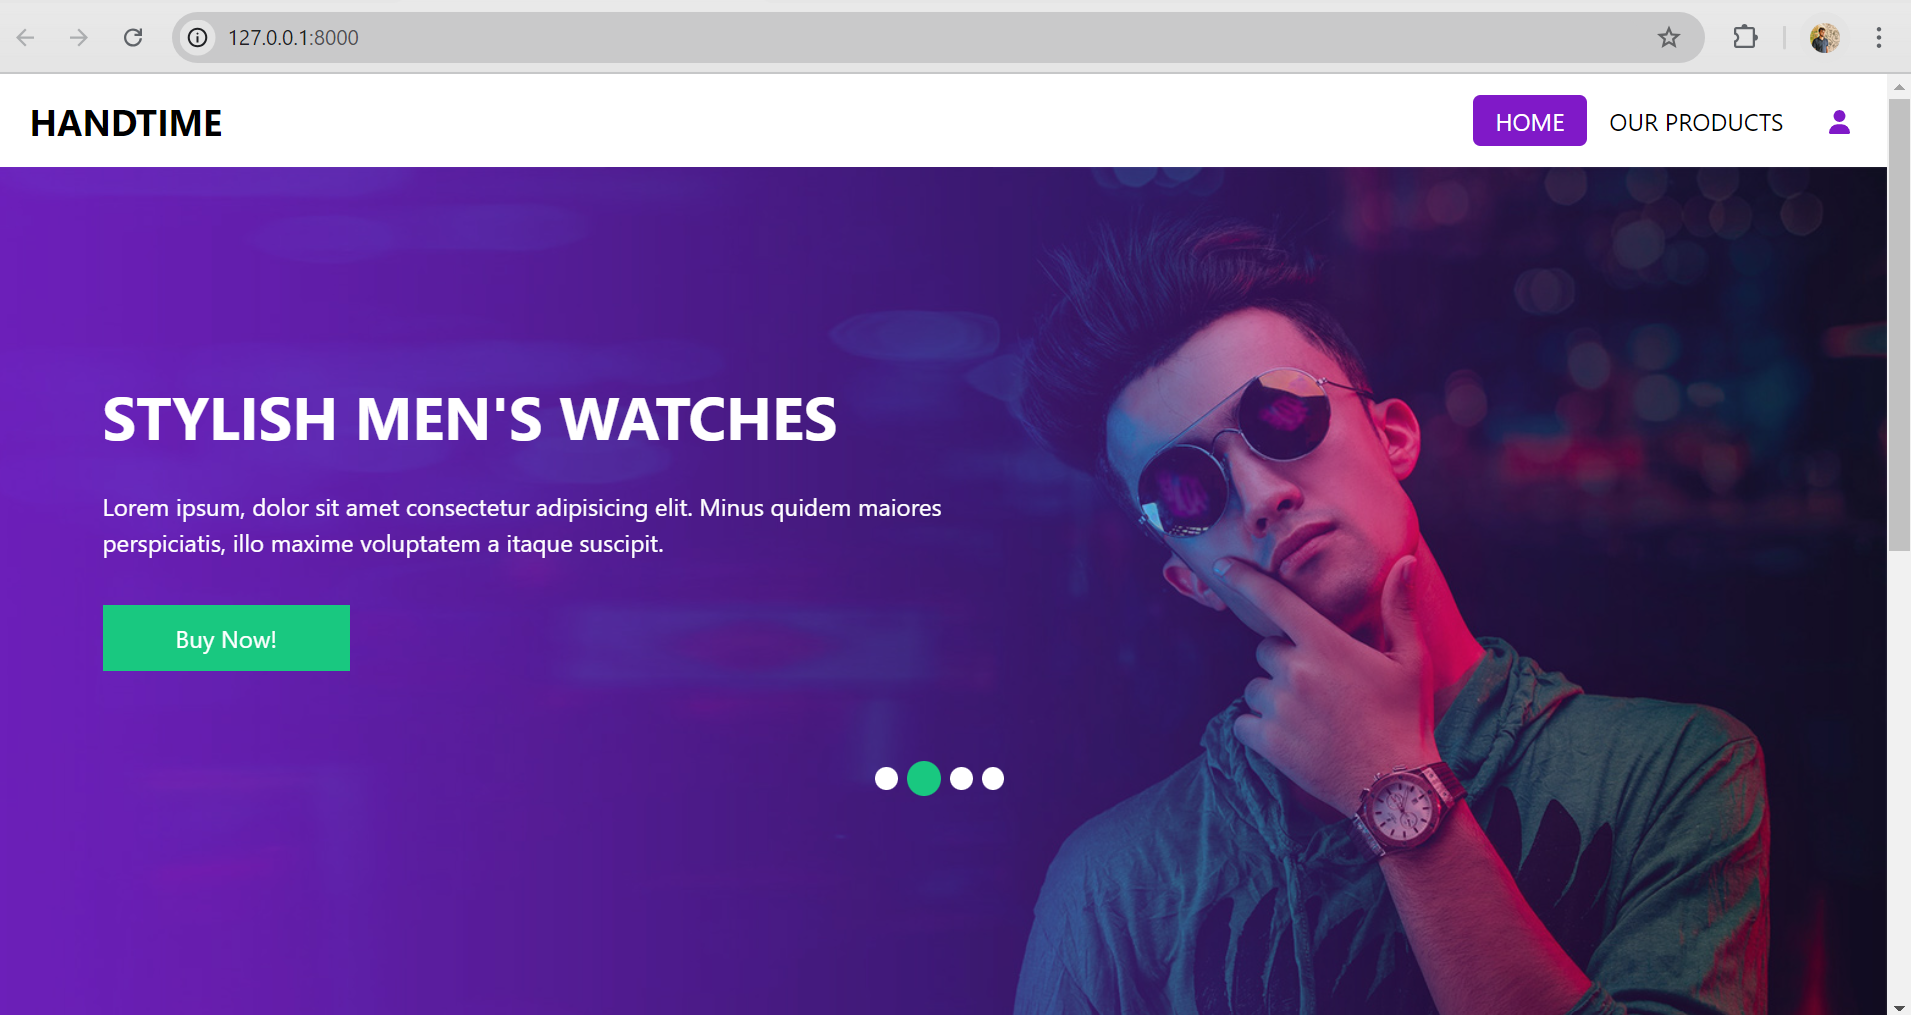 127.0.0.1:8000
HANDTIME
HOME
OUR PRODUCTS
STYLISH MEN'S WATCHES
Lorem ipsum, dolor sit amet consectetur adipisicing elit. Minus quidem maiores
perspiciatis, illo maxime voluptatem a itaque suscipit.
Buy Now!